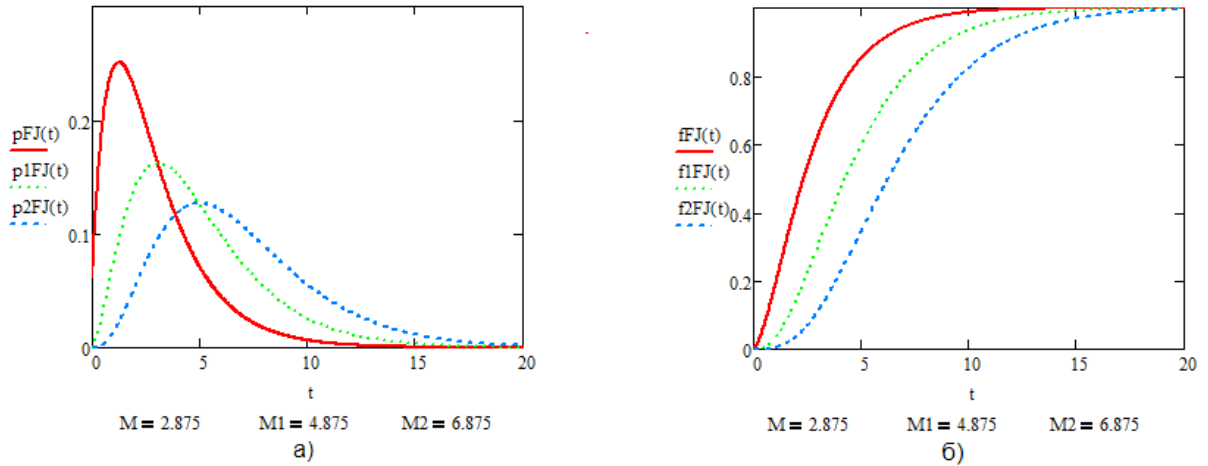 0.2
pFJ(t)
p1FJ(t)
p2FJ(t)
0.1
0
0 5 10 15 20
t
M = 2.875 M1 = 4.875 M2 = 6.875
а)
0.8
fFJ(t)
0.6
f1FJ(t)
f2FJ(t)
0.4
0.2
0
0 5 10 15 20
t
M = 2.875 M1 = 4.875 M2 = 6.875
б)